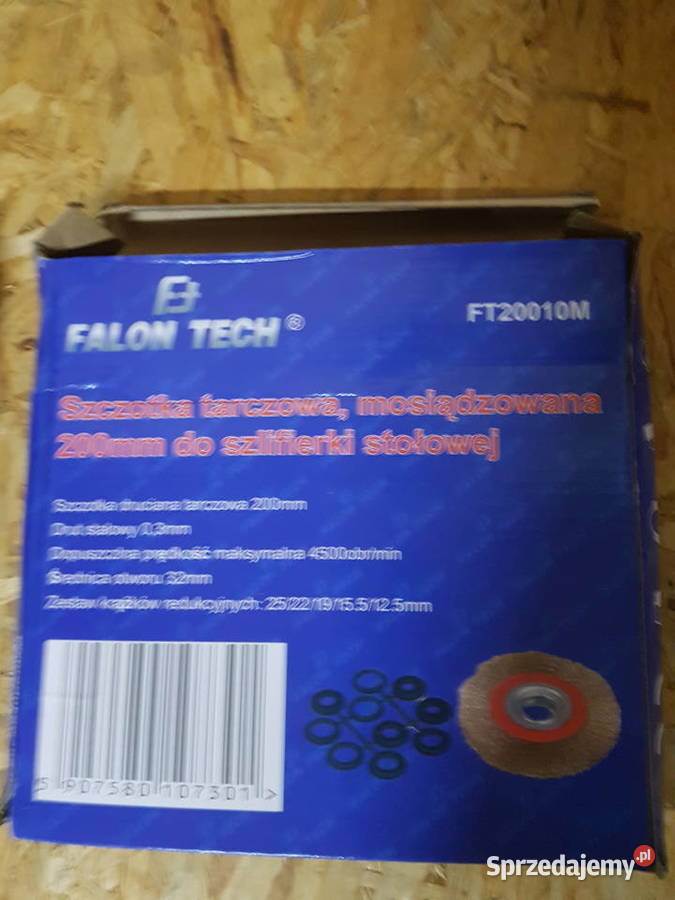 FALON TECH®
FT20010M
Szczotka tarczowa, mosiądzowana
200mm do szlifierki stołowej
Szczotka druciana tarczowa 200mm
Drut stalowy 0,3mm
Dopuszczlna prędkość maksymalna 4500obr/min
Średnica otworu 32mm
Zestaw krążków redukcyjnych: 25/22/19/15.5/12.5mm
5 907580 107301 >
Sprzedajemy.pl